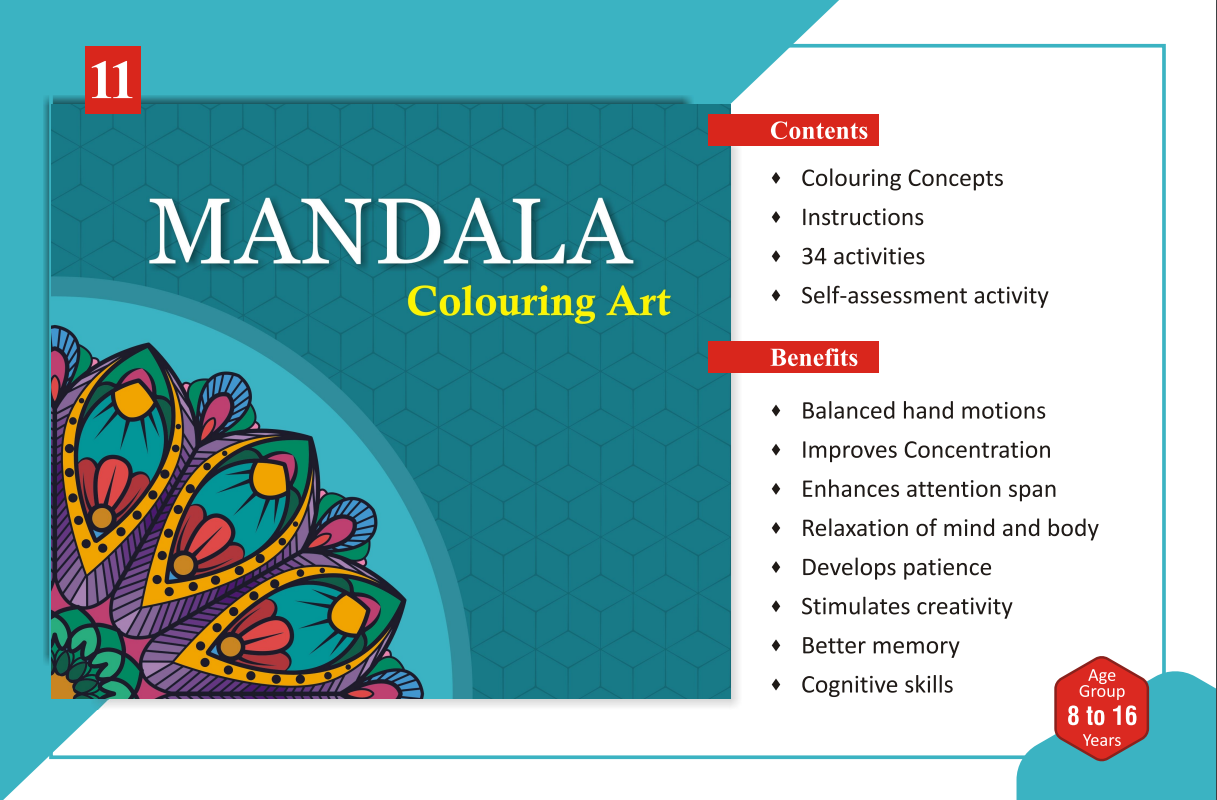 11
MANDALA
Colouring Art
Contents
♦ Colouring Concepts
♦ Instructions
♦ 34 activities
♦ Self-assessment activity
Benefits
♦ Balanced hand motions
♦ Improves Concentration
♦ Enhances attention span
♦ Relaxation of mind and body
♦ Develops patience
♦ Stimulates creativity
♦ Better memory
♦ Cognitive skills
Age
Group
8 to 16
Years